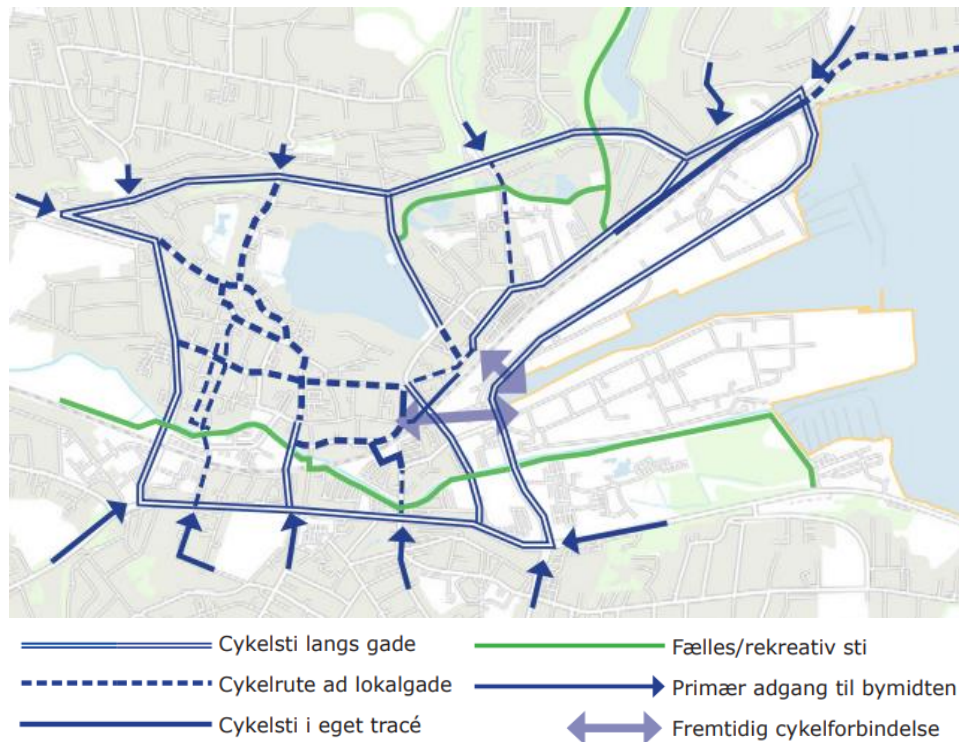 Cykelsti langs gade
Fælles/rekreativ sti
Cykelrute ad lokalgade
Primær adgang til bymidten
Cykelsti i eget tracé
Fremtidig cykelforbindelse